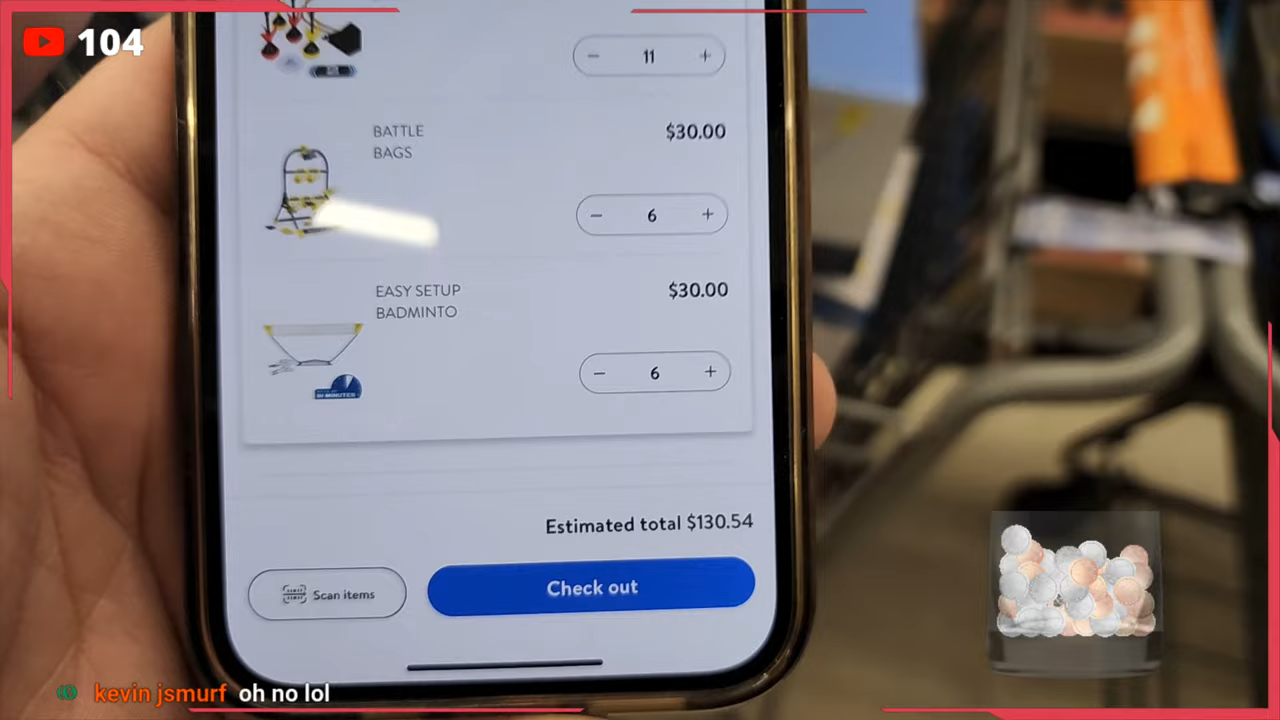 104
11
BATTLE
BAGS
$30.00
6
EASY SETUP
BADMINTO
$30.00
6
Estimated total $130.54
Scan items
Check out
kevin jsmurf oh no lol